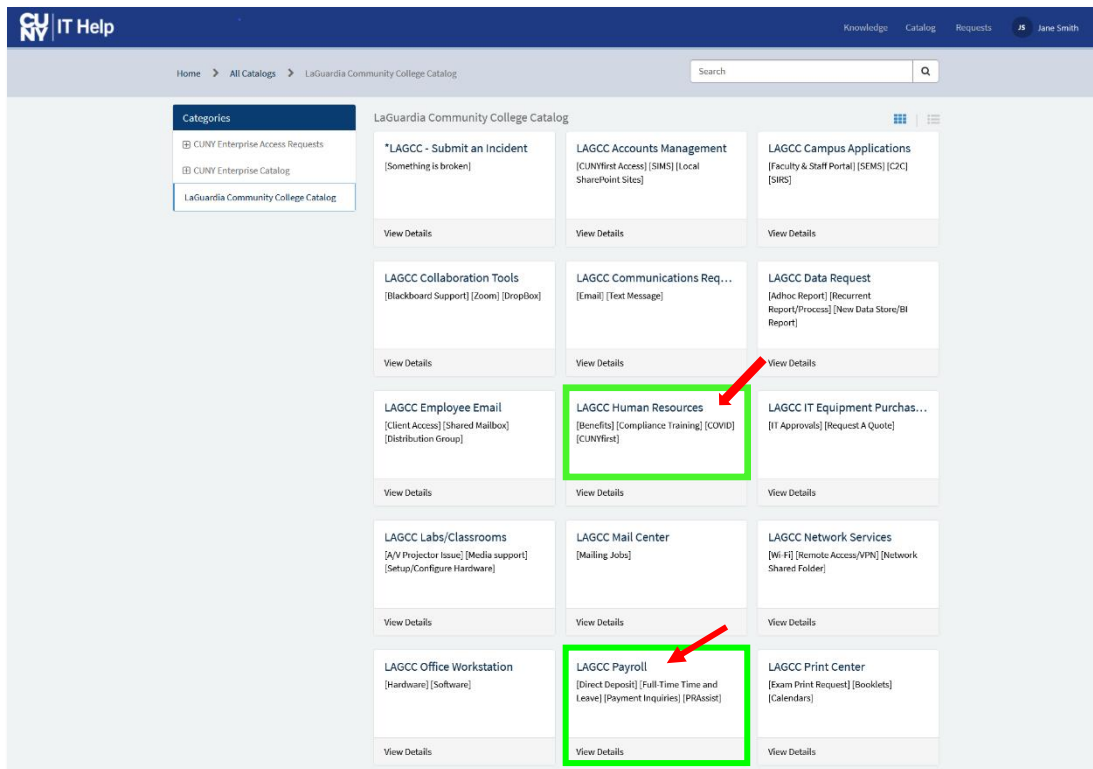 CUNY IT Help
Knowledge Catalog Requests JS Jane Smith
Home > All Catalogs > LaGuardia Community College Catalog
Search
Categories
CUNY Enterprise Access Requests
CUNY Enterprise Catalog
LaGuardia Community College Catalog
LaGuardia Community College Catalog
*LAGCC - Submit an Incident
[Something is broken]
View Details
LAGCC Accounts Management
[CUNYfirst Access] [SIMS] [Local
SharePoint Sites]
View Details
LAGCC Campus Applications
[Faculty & Staff Portal] [SEMS] [C2C]
[SIRS]
View Details
LAGCC Collaboration Tools
[Blackboard Support] [Zoom] [DropBox]
View Details
LAGCC Communications Req...
[Email] [Text Message]
View Details
LAGCC Data Request
[Adhoc Report] [Recurrent
Report/Process] [New Data Store/BI
Report]
View Details
LAGCC Employee Email
[Client Access] [Shared Mailbox]
[Distribution Group]
View Details
LAGCC Human Resources
[Benefits] [Compliance Training] [COVID]
[CUNYfirst]
View Details
LAGCC IT Equipment Purchas...
[IT Approvals] [Request A Quote]
View Details
LAGCC Labs/Classrooms
[A/V Projector Issue] [Media support]
[Setup/Configure Hardware]
View Details
LAGCC Mail Center
[Mailing Jobs]
View Details
LAGCC Network Services
[Wi-Fi] [Remote Access/VPN] [Network
Shared Folder]
View Details
LAGCC Office Workstation
[Hardware] [Software]
View Details
LAGCC Payroll
[Direct Deposit] [Full-Time Time and
Leave] [Payment Inquiries] [PRAssist]
View Details
LAGCC Print Center
[Exam Print Request] [Booklets]
[Calendars]
View Details